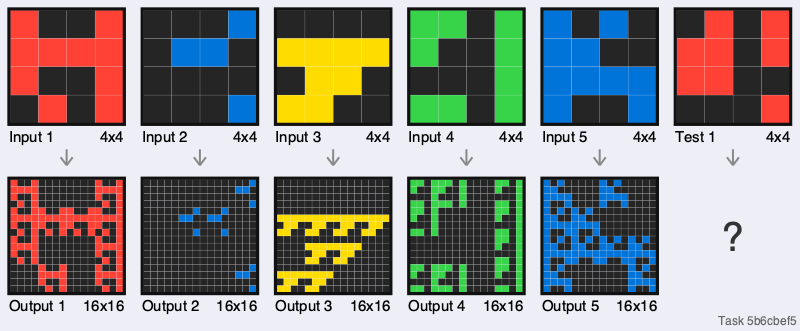 Input 1 4x4 Input 2 4x4 Input 3 4x4 Input 4 4x4 Input 5 4x4 Test 1 4x4
?
Output 1 16x16 Output 2 16x16 Output 3 16x16 Output 4 16x16 Output 5 16x16
Task 5b6cbef5